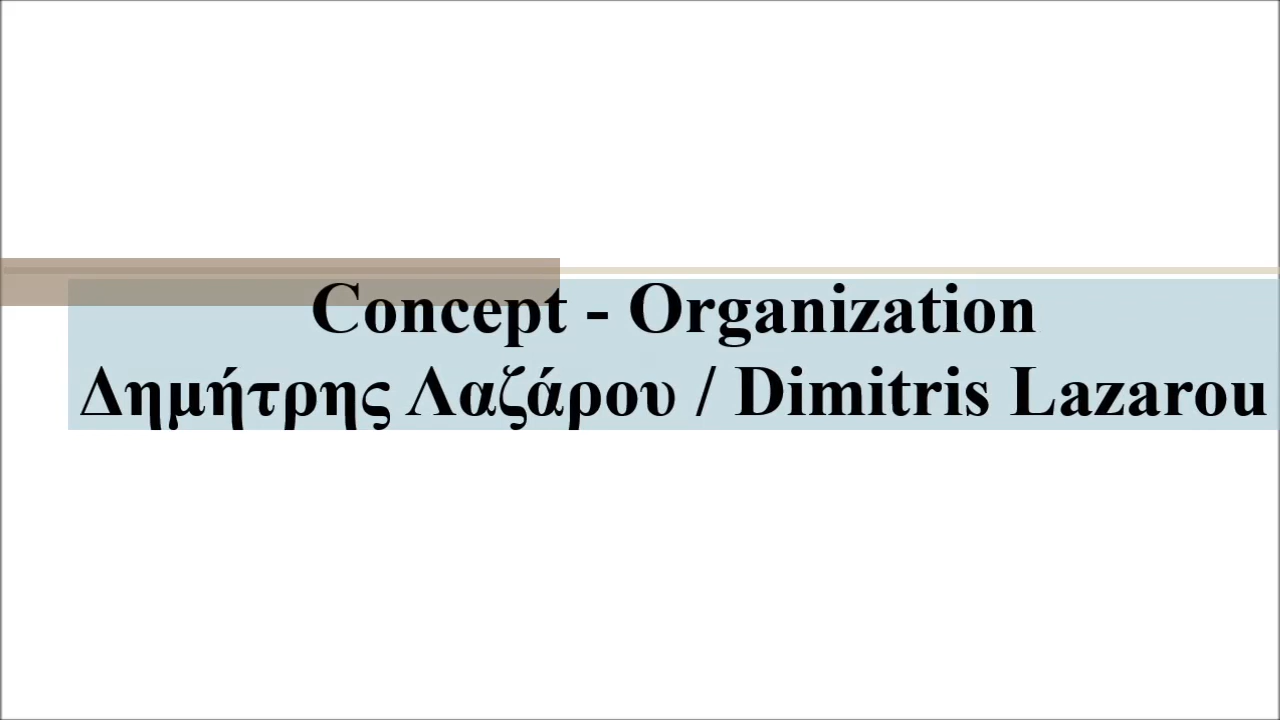 Concept - Organization
Δημήτρης Λαζάρου / Dimitris Lazarou